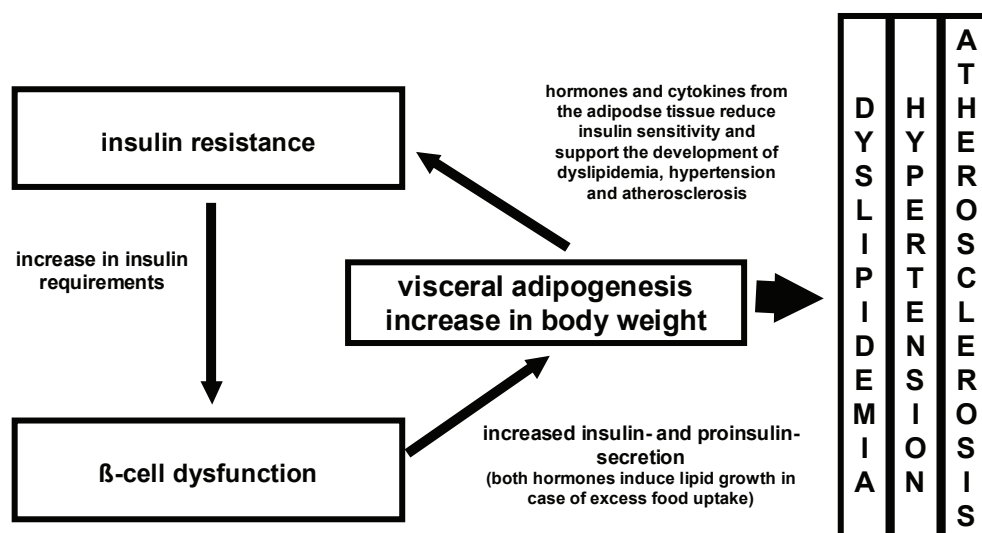 insulin resistance
hormones and cytokines from
the adipodse tissue reduce
insulin sensitivity and
support the development of
dyslipidemia, hypertension
and atherosclerosis
increase in insulin
requirements
visceral adipogenesis
increase in body weight
ß-cell dysfunction
increased insulin- and proinsulin-
secretion
(both hormones induce lipid growth in
case of excess food uptake)
DYSLIPIDEMIA
HYPERTENSION
ATHEROSCLEROSIS